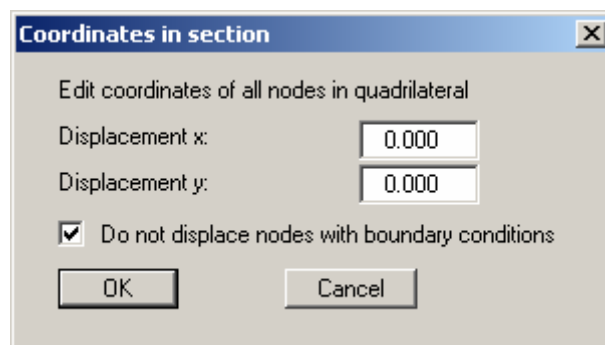 Coordinates in section
Edit coordinates of all nodes in quadrilateral
Displacement x: 0.000
Displacement y: 0.000
Do not displace nodes with boundary conditions
OK Cancel